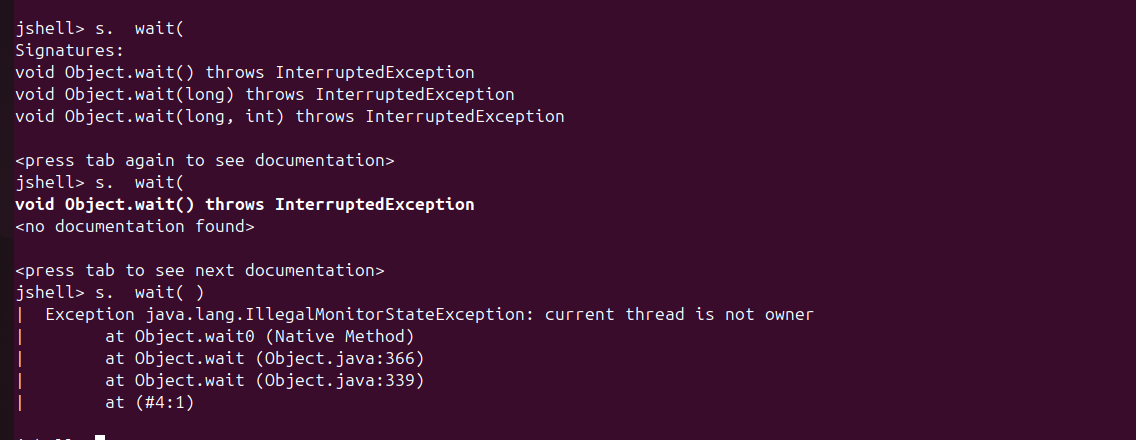 jshell> s.  wait(
Signatures:
void Object.wait() throws InterruptedException
void Object.wait(long) throws InterruptedException
void Object.wait(long, int) throws InterruptedException
<press tab again to see documentation>
jshell> s.  wait(
void Object.wait() throws InterruptedException
<no documentation found>
<press tab to see next documentation>
jshell> s.  wait( )
|  Exception java.lang.IllegalMonitorStateException: current thread is not owner
|        at Object.wait0 (Native Method)
|        at Object.wait (Object.java:366)
|        at Object.wait (Object.java:339)
|        at (#4:1)